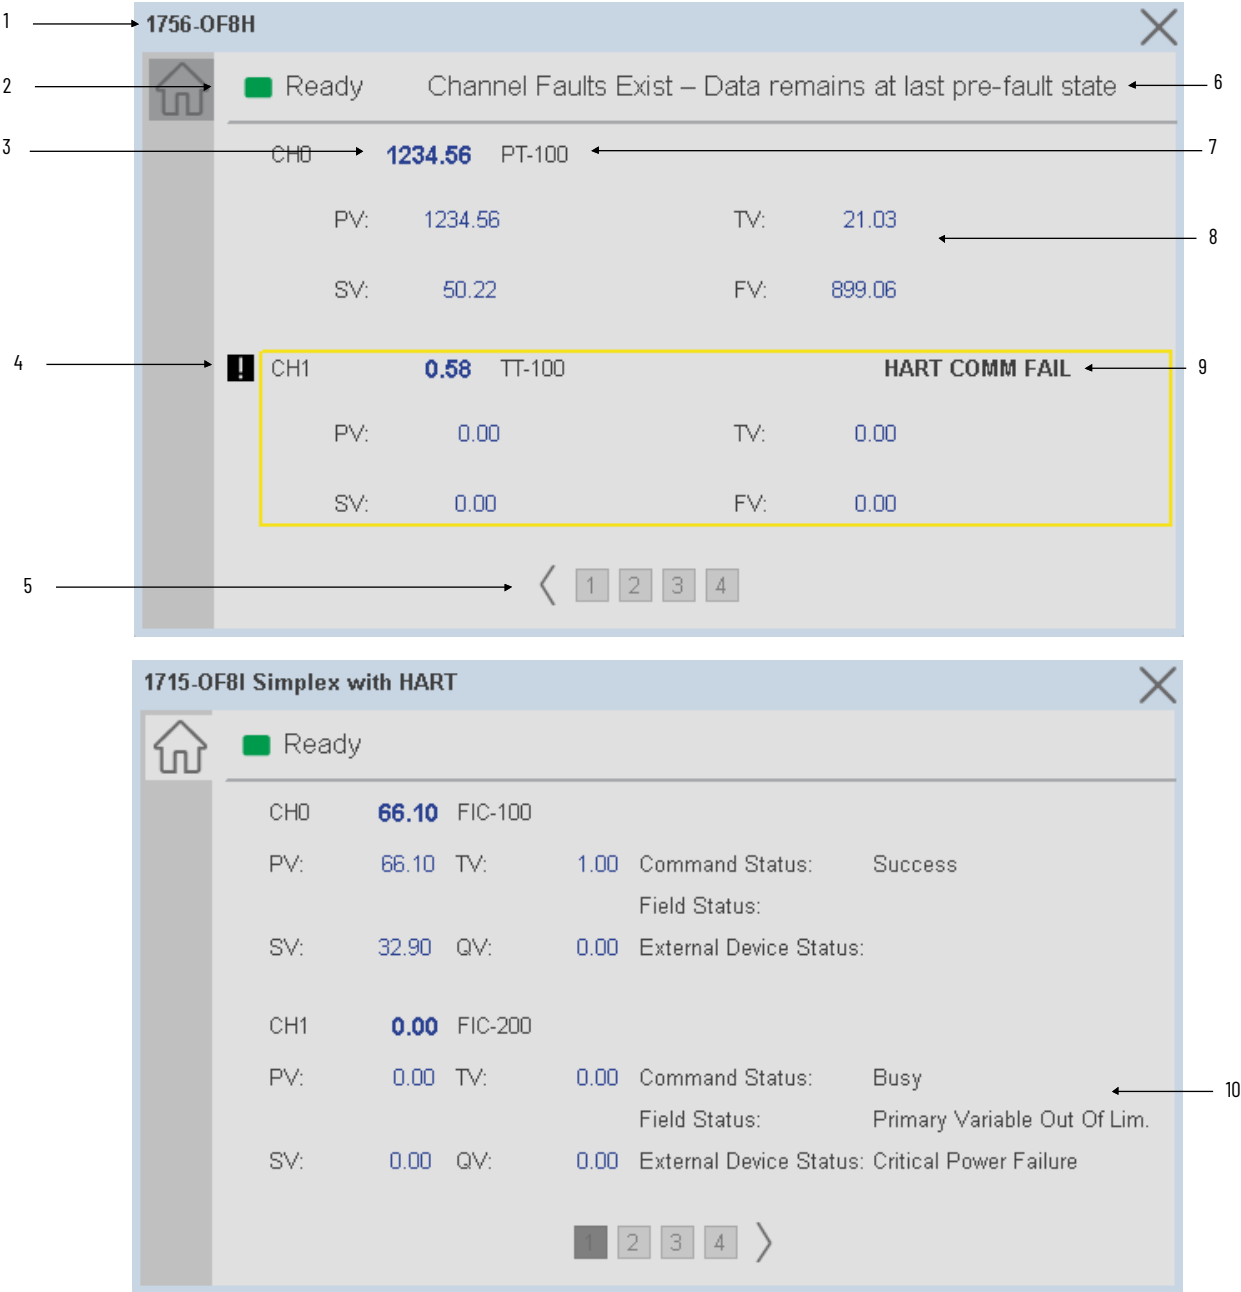 1 1756-OF8H
2 Ready Channel Faults Exist – Data remains at last pre-fault state 6
3 CH0 1234.56 PT-100 7
PV: 1234.56 TV: 21.03
8
SV: 50.22 FV: 899.06
4 ! CH1 0.58 TT-100 HART COMM FAIL 9
PV: 0.00 TV: 0.00
SV: 0.00 FV: 0.00
5 1 2 3 4
1715-OF8I Simplex with HART
Ready
CH0 66.10 FIC-100
PV: 66.10 TV: 1.00 Command Status: Success
Field Status:
SV: 32.90 QV: 0.00 External Device Status:
CH1 0.00 FIC-200
PV: 0.00 TV: 0.00 Command Status: Busy
10
Field Status: Primary Variable Out Of Lim.
SV: 0.00 QV: 0.00 External Device Status: Critical Power Failure
1 2 3 4